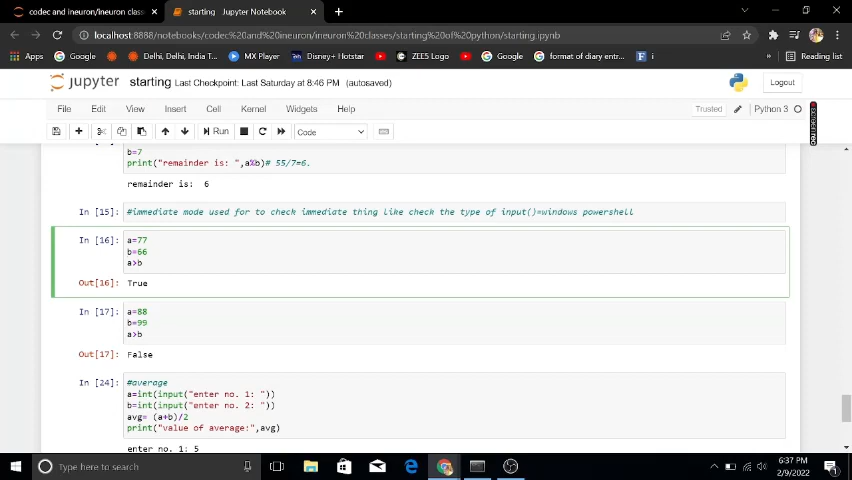 codec and ineuron/ineuron classes
starting - Jupyter Notebook
localhost:8888/notebooks/codec%20and%20ineuron/ineuron%20classes/starting%20of%20python/starting.ipynb
Apps Google Delhi, Delhi, India T... MX Player Disney+ Hotstar ZEE5 Logo Google format of diary entr... i » Reading list
jupyter starting Last Checkpoint: Last Saturday at 8:46 PM (autosaved) Logout
File Edit View Insert Cell Kernel Widgets Help Trusted Python 3
Run Code
b=7
print("remainder is: ",a%b)# 55/7=6.
remainder is:  6
In [15]: #immediate mode used for to check immediate thing like check the type of input()=windows powershell
In [16]: a=77
b=66
a>b
Out[16]: True
In [17]: a=88
b=99
a>b
Out[17]: False
In [24]: #average
a=int(input("enter no. 1: "))
b=int(input("enter no. 2: "))
avg= (a+b)/2
print("value of average:",avg)
enter no. 1: 5
Type here to search
6:37 PM
2/9/2022
1